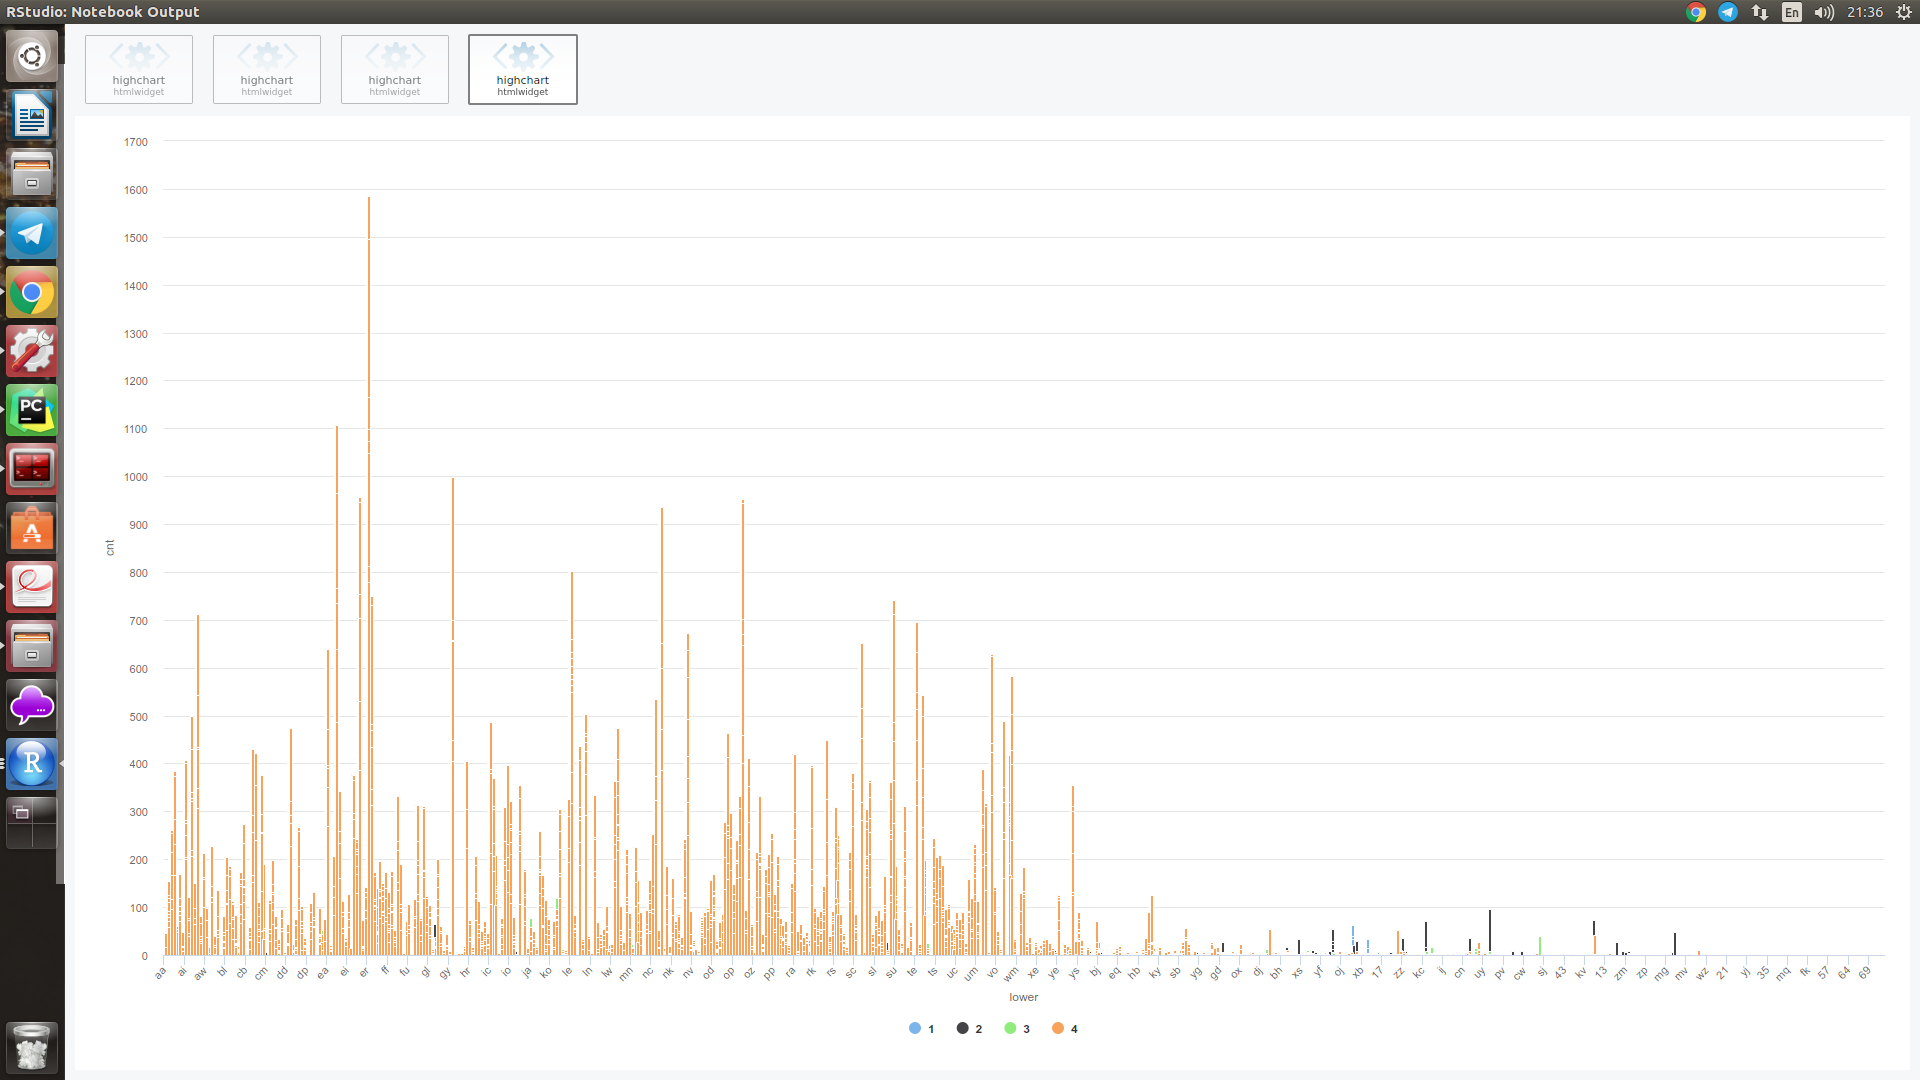 RStudio: Notebook Output
En
21:36
highchart
htmlwidget
highchart
htmlwidget
highchart
htmlwidget
highchart
htmlwidget
1700
1600
1500
1400
1300
1200
1100
1000
900
800
700
600
500
400
300
200
100
0
cnt
aa ai aw bl cb cm dd dp ea ei er ff fu gl gy hr ic io ja ko le ln lw mn nc nk nv od op oz pp ra rk rs sc sl su te ts uc um vo wm xe ye ys bj eq hb ky sb yg gd ox dj bh xs yf oj xb 17 zz kc ij cn uy pv cw sj 43 kv 13 zm zp mg mv wz 21 yj 35 mq fk 57 64 69
lower
1 2 3 4
PC
A
R